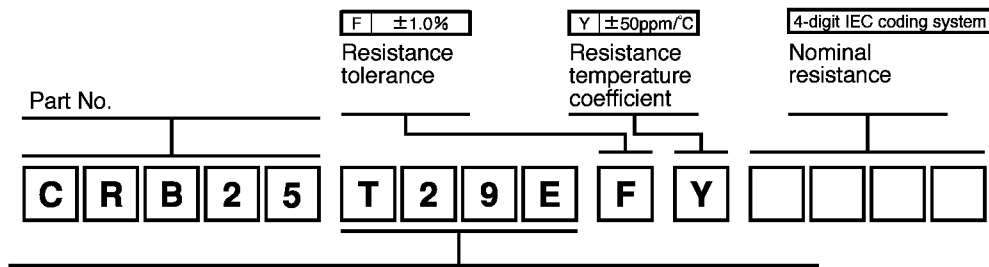 F ±1.0%
Y ±50ppm/°C
4-digit IEC coding system
Resistance
tolerance
Resistance
temperature
coefficient
Nominal
resistance
Part No.
C R B 2 5 T 2 9 E F Y